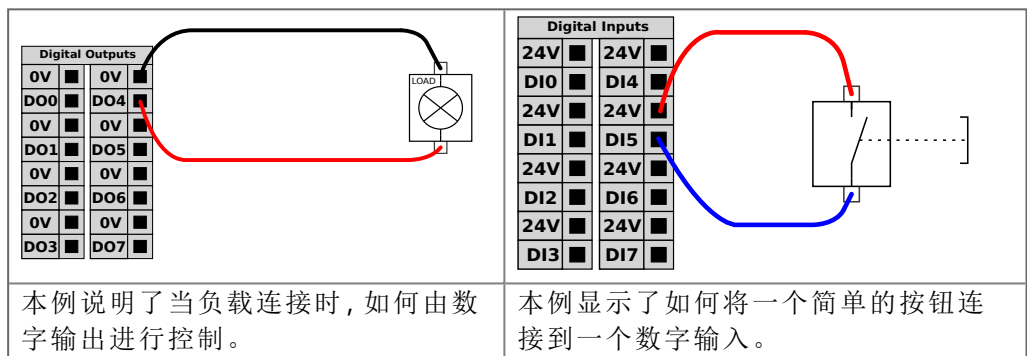 Digital Outputs
0V 0V
DO0 DO4
0V 0V
DO1 DO5
0V 0V
DO2 DO6
0V 0V
DO3 DO7
LOAD
Digital Inputs
24V 24V
DI0 DI4
24V 24V
DI1 DI5
24V 24V
DI2 DI6
24V 24V
DI3 DI7
本例说明了当负载连接时,如何由数
字输出进行控制。
本例显示了如何将一个简单的按钮连
接到一个数字输入。